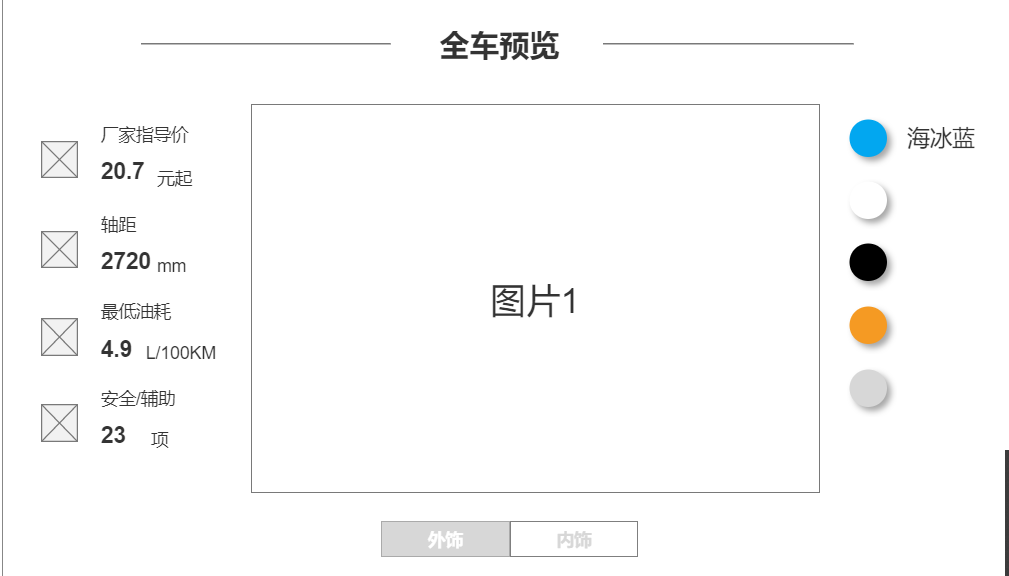 全车预览
厂家指导价
20.7 元起
轴距
2720 mm
最低油耗
4.9 L/100KM
安全/辅助
23 项
图片1
海冰蓝
外饰
内饰